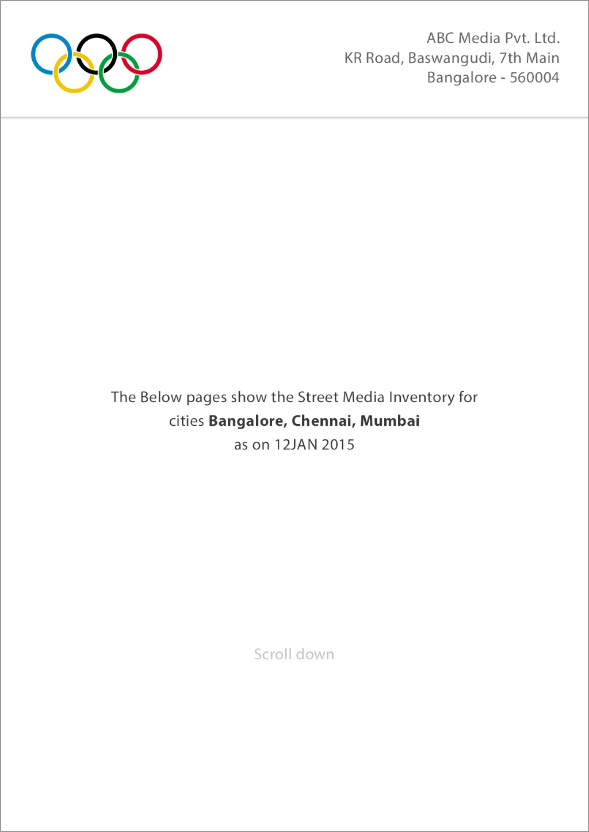 ABC Media Pvt. Ltd.
KR Road, Baswangudi, 7th Main
Bangalore - 560004
The Below pages show the Street Media Inventory for
cities Bangalore, Chennai, Mumbai
as on 12JAN 2015
Scroll down